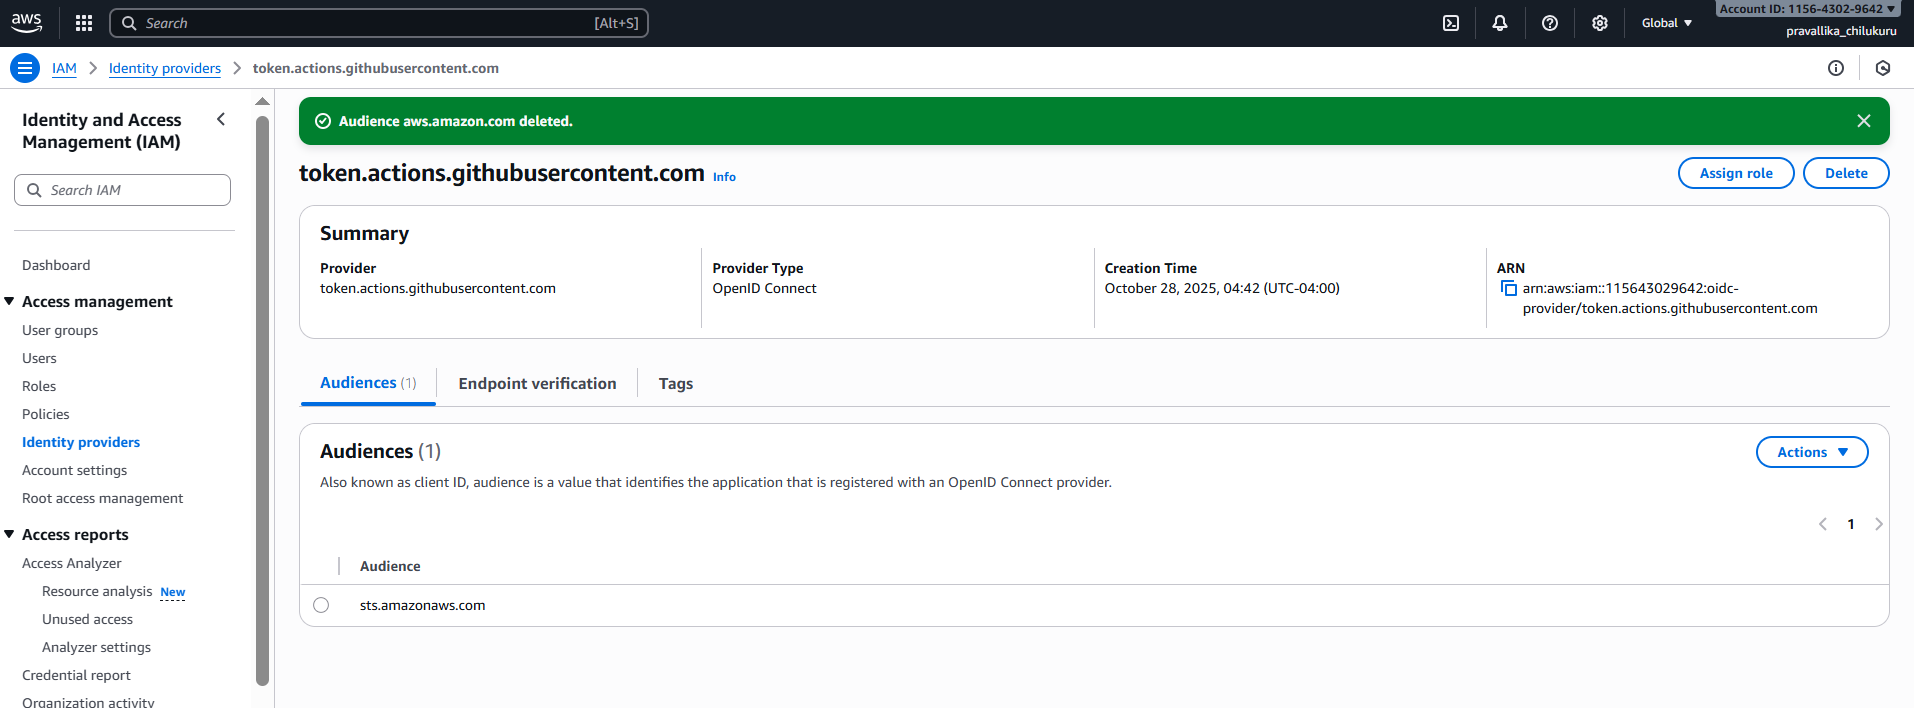 aws
Search
[Alt+S]
Global
Account ID: 1156-4302-9642
pravallika_chilukuru
IAM
Identity providers
token.actions.githubusercontent.com
Identity and Access
Management (IAM)
Search IAM
Dashboard
Access management
User groups
Users
Roles
Policies
Identity providers
Account settings
Root access management
Access reports
Access Analyzer
Resource analysis New
Unused access
Analyzer settings
Credential report
Organization activity
Audience aws.amazon.com deleted.
token.actions.githubusercontent.com Info
Assign role
Delete
Summary
Provider
token.actions.githubusercontent.com
Provider Type
OpenID Connect
Creation Time
October 28, 2025, 04:42 (UTC-04:00)
ARN
arn:aws:iam::115643029642:oidc-
provider/token.actions.githubusercontent.com
Audiences (1)
Endpoint verification
Tags
Audiences (1)
Actions
Also known as client ID, audience is a value that identifies the application that is registered with an OpenID Connect provider.
1
Audience
sts.amazonaws.com